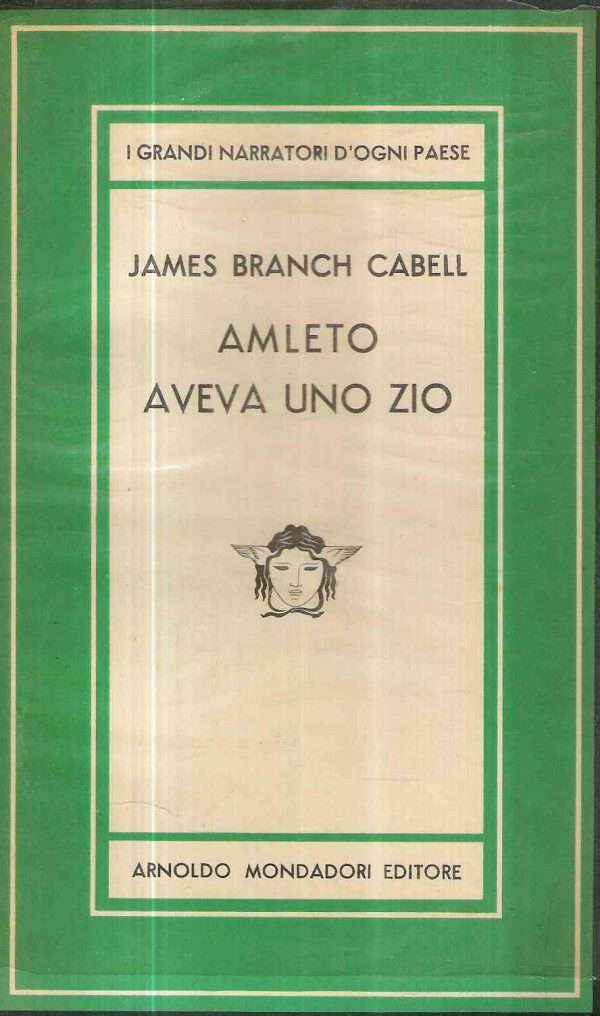 I GRANDI NARRATORI D'OGNI PAESE
JAMES BRANCH CABELL
AMLETO
AVEVA UNO ZIO
ARNOLDO MONDADORI EDITORE